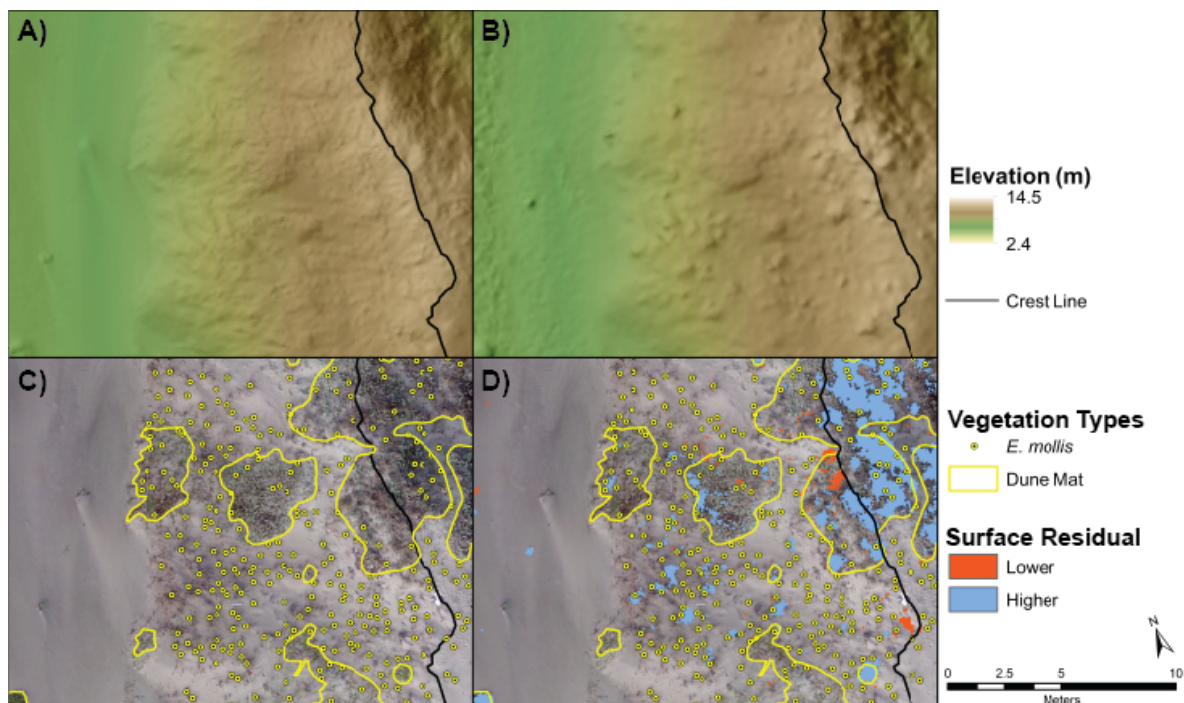 A)
B)
C)
D)
Elevation (m)
14.5
2.4
Crest Line
Vegetation Types
E. mollis
Dune Mat
Surface Residual
Lower
Higher
N
0 2.5 5 10
Meters